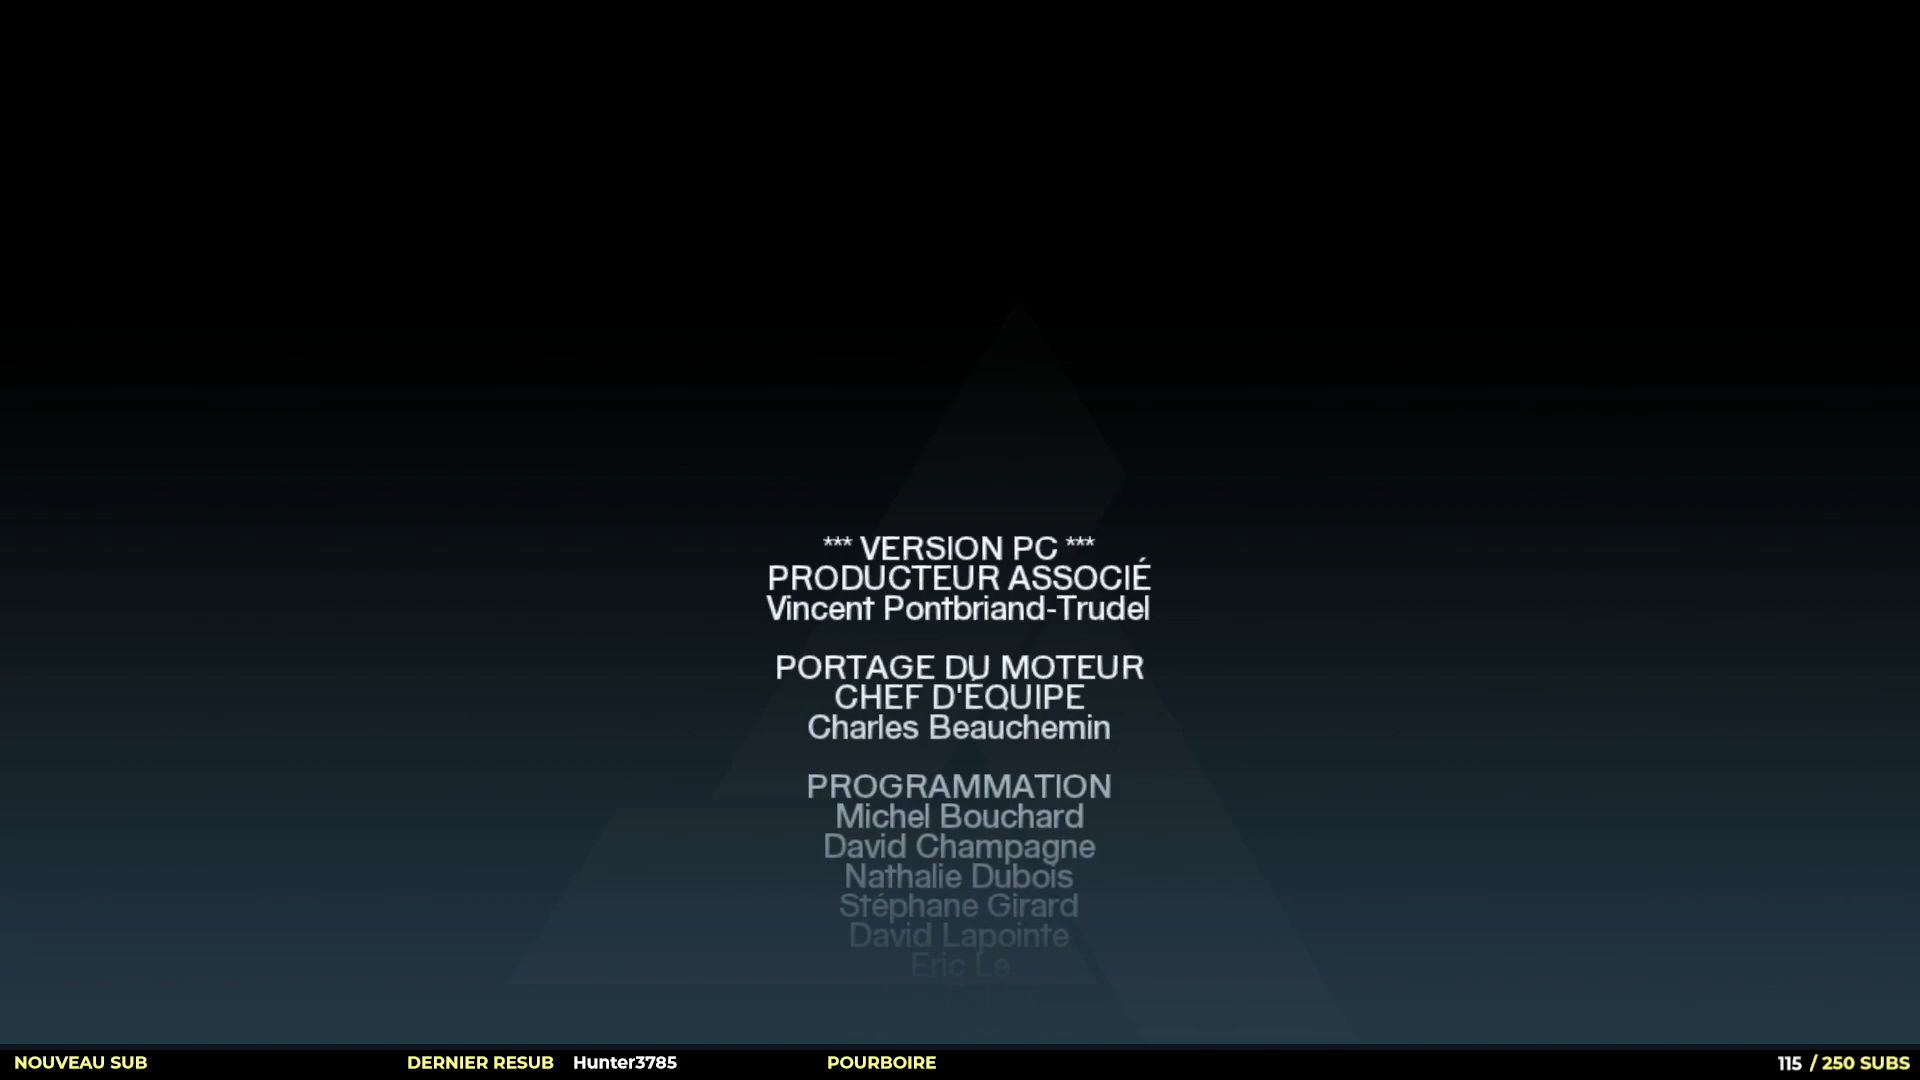 *** VERSION PC ***
PRODUCTEUR ASSOCIÉ
Vincent Pontbriand-Trudel
PORTAGE DU MOTEUR
CHEF D'ÉQUIPE
Charles Beauchemin
PROGRAMMATION
Michel Bouchard
David Champagne
Nathalie Dubois
Stéphane Girard
David Lapointe
Eric Le
NOUVEAU SUB DERNIER RESUB Hunter3785 POURBOIRE 115 / 250 SUBS